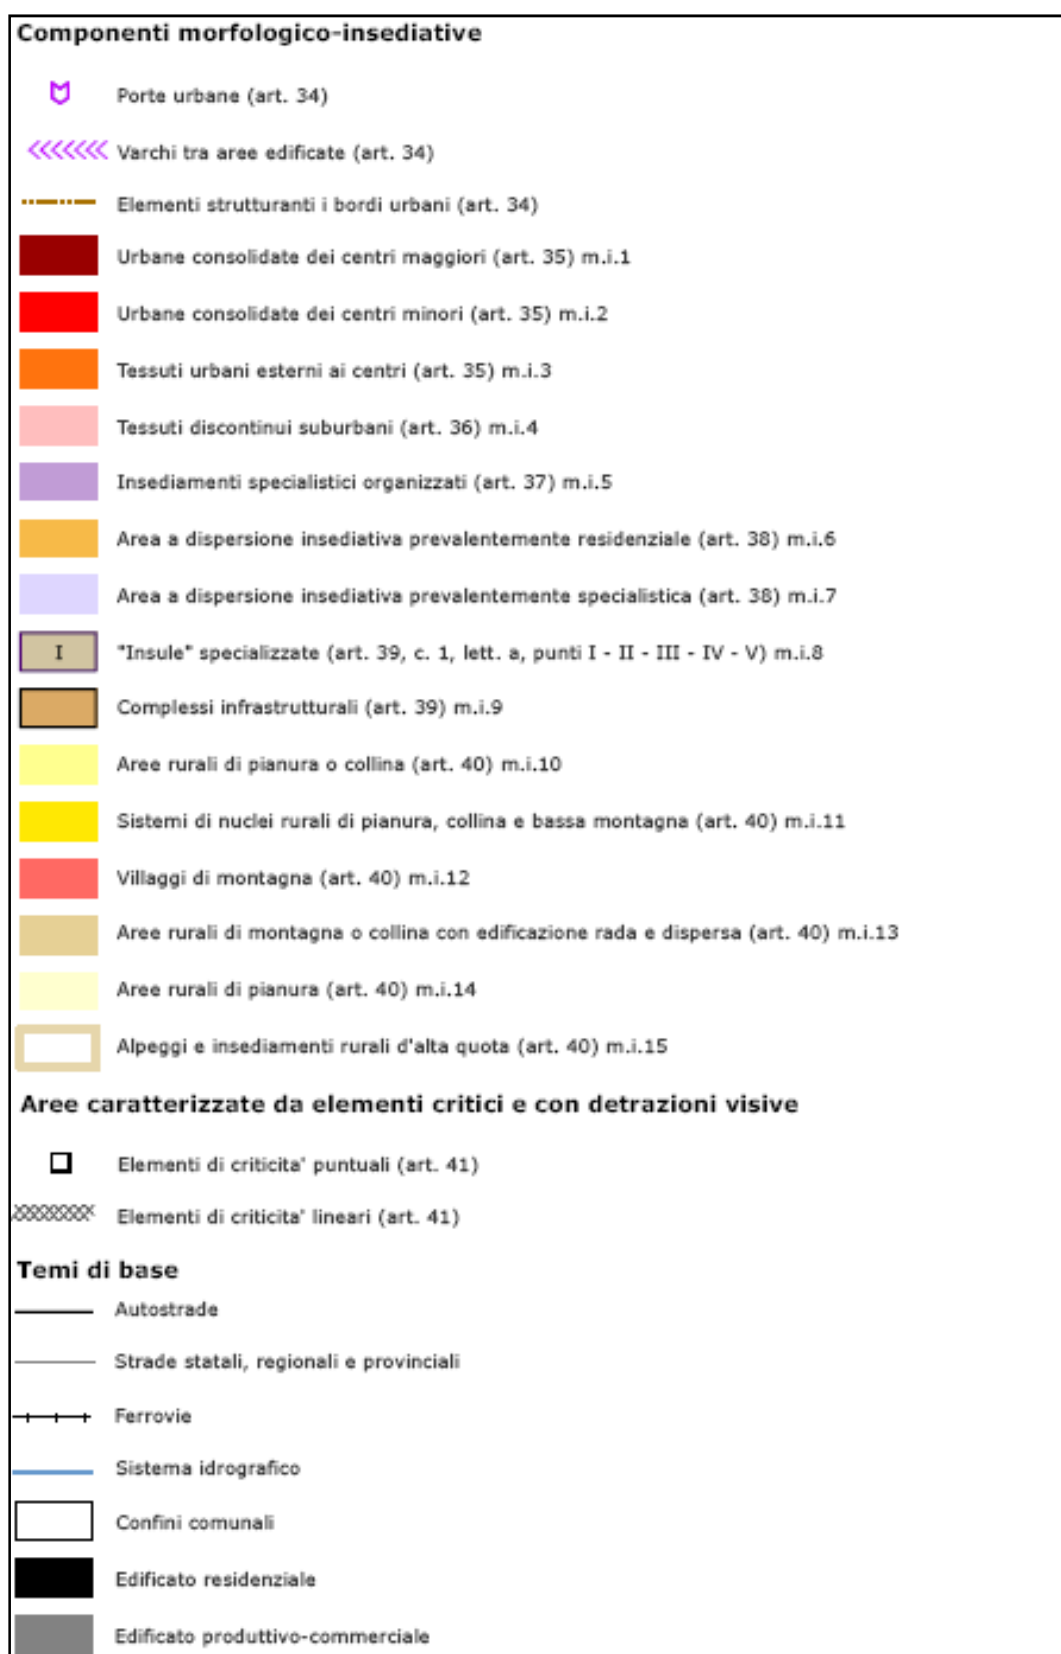 Componenti morfologico-insediative
Porte urbane (art. 34)
Varchi tra aree edificate (art. 34)
Elementi strutturanti i bordi urbani (art. 34)
Urbane consolidate dei centri maggiori (art. 35) m.i.1
Urbane consolidate dei centri minori (art. 35) m.i.2
Tessuti urbani esterni ai centri (art. 35) m.i.3
Tessuti discontinui suburbani (art. 36) m.i.4
Insediamenti specialistici organizzati (art. 37) m.i.5
Area a dispersione insediativa prevalentemente residenziale (art. 38) m.i.6
Area a dispersione insediativa prevalentemente specialistica (art. 38) m.i.7
I "Insule" specializzate (art. 39, c. 1, lett. a, punti I - II - III - IV - V) m.i.8
Complessi infrastrutturali (art. 39) m.i.9
Aree rurali di pianura o collina (art. 40) m.i.10
Sistemi di nuclei rurali di pianura, collina e bassa montagna (art. 40) m.i.11
Villaggi di montagna (art. 40) m.i.12
Aree rurali di montagna o collina con edificazione rada e dispersa (art. 40) m.i.13
Aree rurali di pianura (art. 40) m.i.14
Alpeggi e insediamenti rurali d'alta quota (art. 40) m.i.15
Aree caratterizzate da elementi critici e con detrazioni visive
Elementi di criticita' puntuali (art. 41)
Elementi di criticita' lineari (art. 41)
Temi di base
Autostrade
Strade statali, regionali e provinciali
Ferrovie
Sistema idrografico
Confini comunali
Edificato residenziale
Edificato produttivo-commerciale